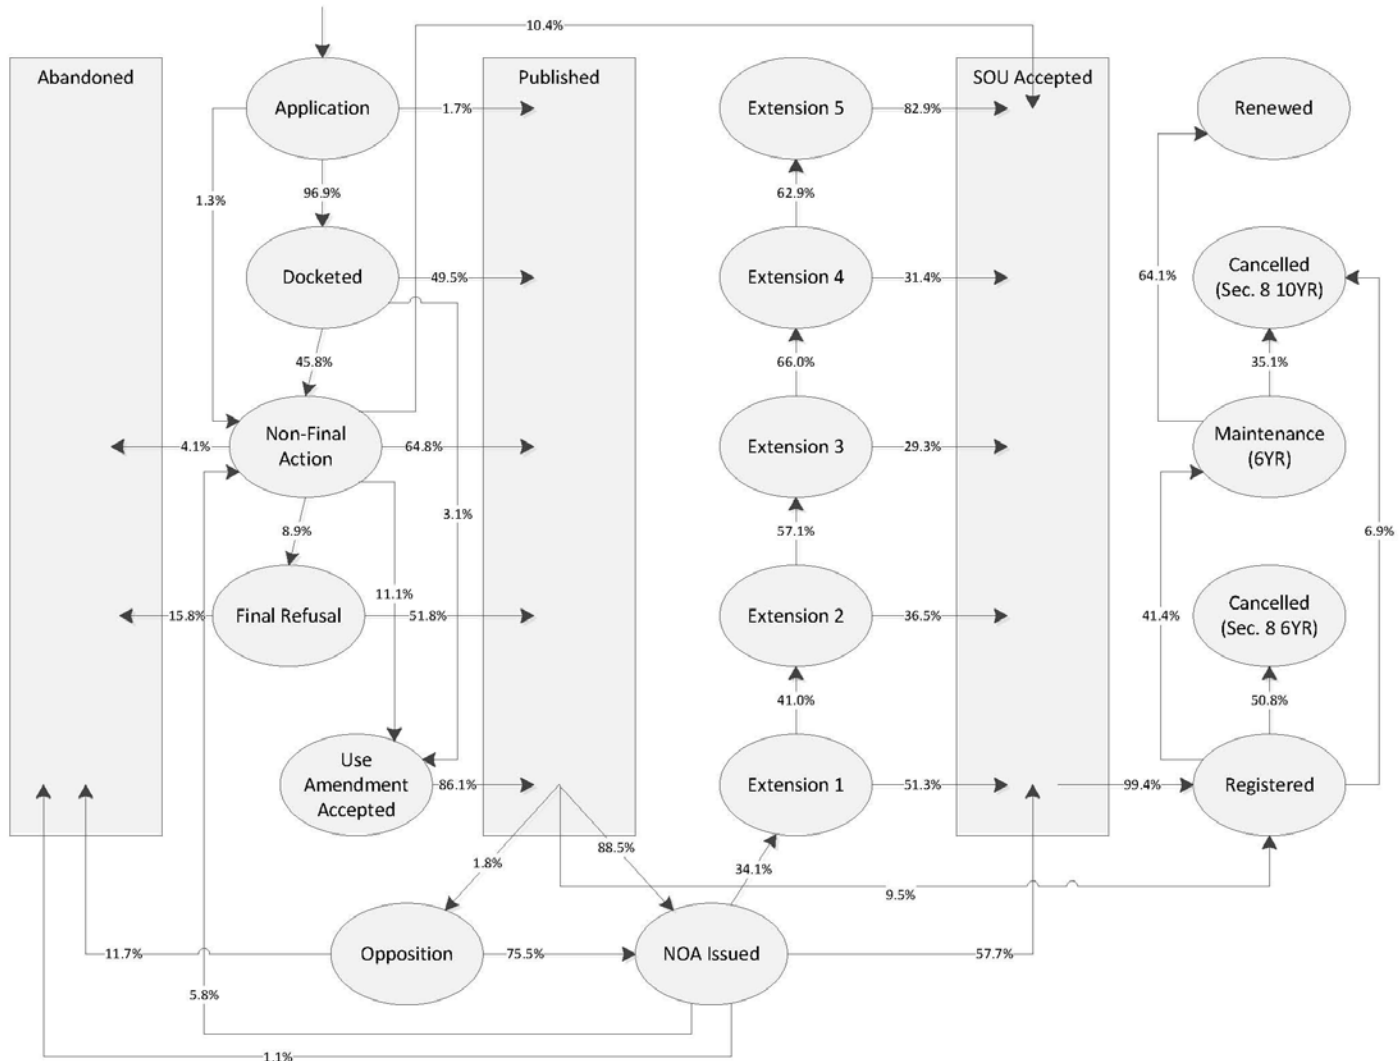 10.4%
Abandoned
Published
SOU Accepted
Application
1.7%
Extension 5
82.9%
Renewed
1.3%
96.9%
62.9%
Docketed
49.5%
Extension 4
31.4%
64.1%
Cancelled
(Sec. 8 10YR)
45.8%
66.0%
35.1%
Non-Final
Action
4.1%
64.8%
Extension 3
29.3%
Maintenance
(6YR)
3.1%
8.9%
57.1%
6.9%
11.1%
15.8%
Final Refusal
51.8%
Extension 2
36.5%
41.4%
Cancelled
(Sec. 8 6YR)
41.0%
50.8%
Use
Amendment
Accepted
86.1%
Extension 1
51.3%
99.4%
Registered
1.8%
88.5%
34.1%
9.5%
11.7%
Opposition
75.5%
NOA Issued
57.7%
5.8%
1.1%